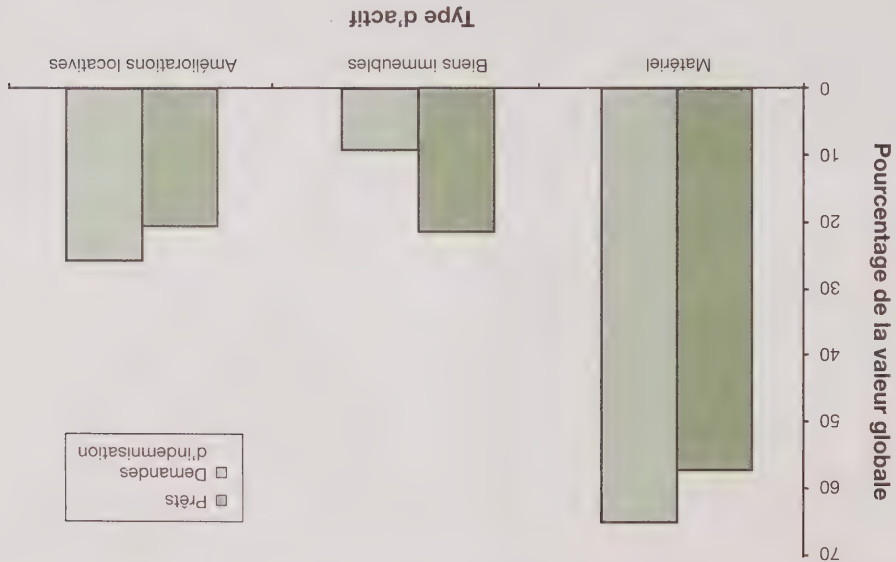 Pourcentage de la valeur globale
70
60
50
40
30
20
10
0
Prêts
Demandes
d'indemnisation
Matériel
Biens immeubles
Améliorations locatives
Type d'actif